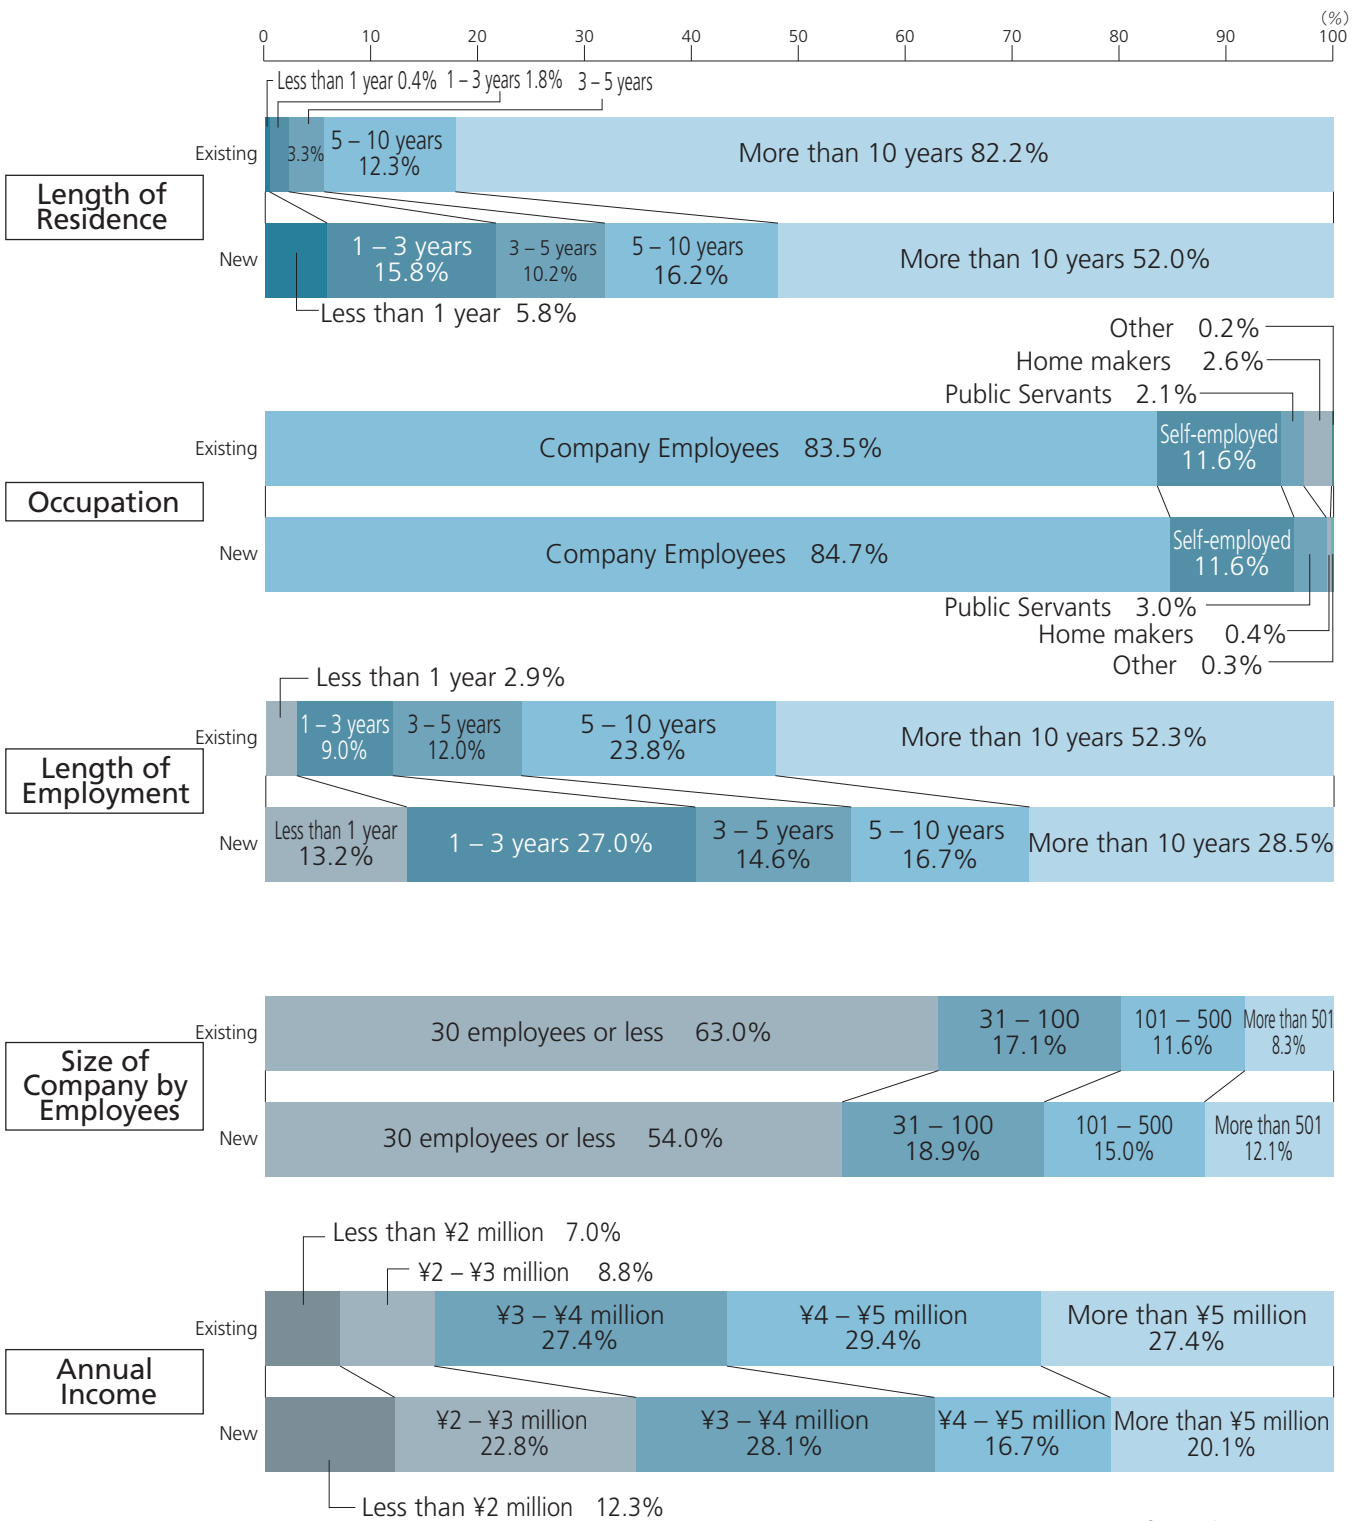 (%)
0 10 20 30 40 50 60 70 80 90 100
Less than 1 year 0.4% 1 – 3 years 1.8% 3 – 5 years
Existing
3.3%
5 – 10 years
12.3%
More than 10 years 82.2%
Length of
Residence
New
1 – 3 years
15.8%
3 – 5 years
10.2%
5 – 10 years
16.2%
More than 10 years 52.0%
Less than 1 year 5.8%
Other 0.2%
Home makers 2.6%
Public Servants 2.1%
Existing
Company Employees 83.5%
Self-employed
11.6%
Occupation
New
Company Employees 84.7%
Self-employed
11.6%
Public Servants 3.0%
Home makers 0.4%
Other 0.3%
Less than 1 year 2.9%
Existing
1 – 3 years
9.0%
3 – 5 years
12.0%
5 – 10 years
23.8%
More than 10 years 52.3%
Length of
Employment
New
Less than 1 year
13.2%
1 – 3 years 27.0%
3 – 5 years
14.6%
5 – 10 years
16.7%
More than 10 years 28.5%
Existing
30 employees or less 63.0%
31 – 100
17.1%
101 – 500
11.6%
More than 501
8.3%
Size of
Company by
Employees
New
30 employees or less 54.0%
31 – 100
18.9%
101 – 500
15.0%
More than 501
12.1%
Less than ¥2 million 7.0%
¥2 – ¥3 million 8.8%
Existing
¥3 – ¥4 million
27.4%
¥4 – ¥5 million
29.4%
More than ¥5 million
27.4%
Annual
Income
New
¥2 – ¥3 million
22.8%
¥3 – ¥4 million
28.1%
¥4 – ¥5 million
16.7%
More than ¥5 million
20.1%
Less than ¥2 million 12.3%